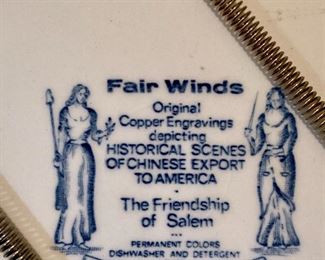 Fair Winds
Original
Copper Engravings
depicting
HISTORICAL SCENES
OF CHINESE EXPORT
TO AMERICA
-
The Friendship
of Salem
...
PERMANENT COLORS
DISHWASHER AND DETERGENT